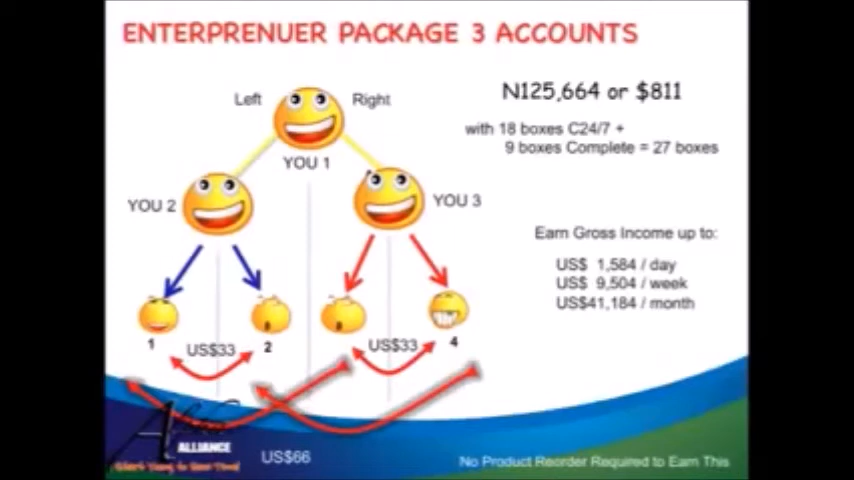 ENTERPRENUER PACKAGE 3 ACCOUNTS
Left
Right
N125,664 or $811
with 18 boxes C24/7 +
9 boxes Complete = 27 boxes
YOU 1
YOU 2
YOU 3
Earn Gross Income up to:
US$ 1,584 / day
US$ 9,504 / week
US$41,184 / month
1
US$33
2
US$33
4
ALLIANCE
US$66
No Product Reorder Required to Earn This